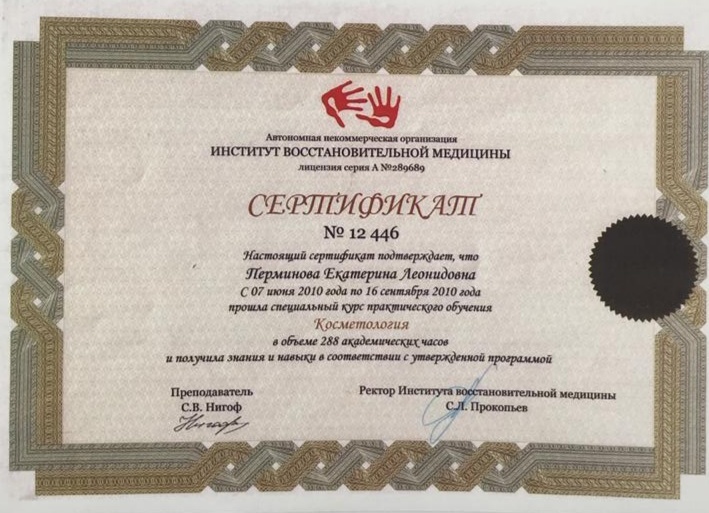 Автономная некоммерческая организация
ИНСТИТУТ ВОССТАНОВИТЕЛЬНОЙ МЕДИЦИНЫ
лицензия серия А №289689
СЕРТИФИКАТ
№ 12 446
Настоящий сертификат подтверждает, что
Перминова Екатерина Леонидовна
С 07 июня 2010 года по 16 сентября 2010 года
прошла специальный курс практического обучения
Косметология
в объеме 288 академических часов
и получила знания и навыки в соответствии с утвержденной программой
Преподаватель
С.В. Нигоф
Нигоф
Ректор Института восстановительной медицины
С.Л. Прокопьев